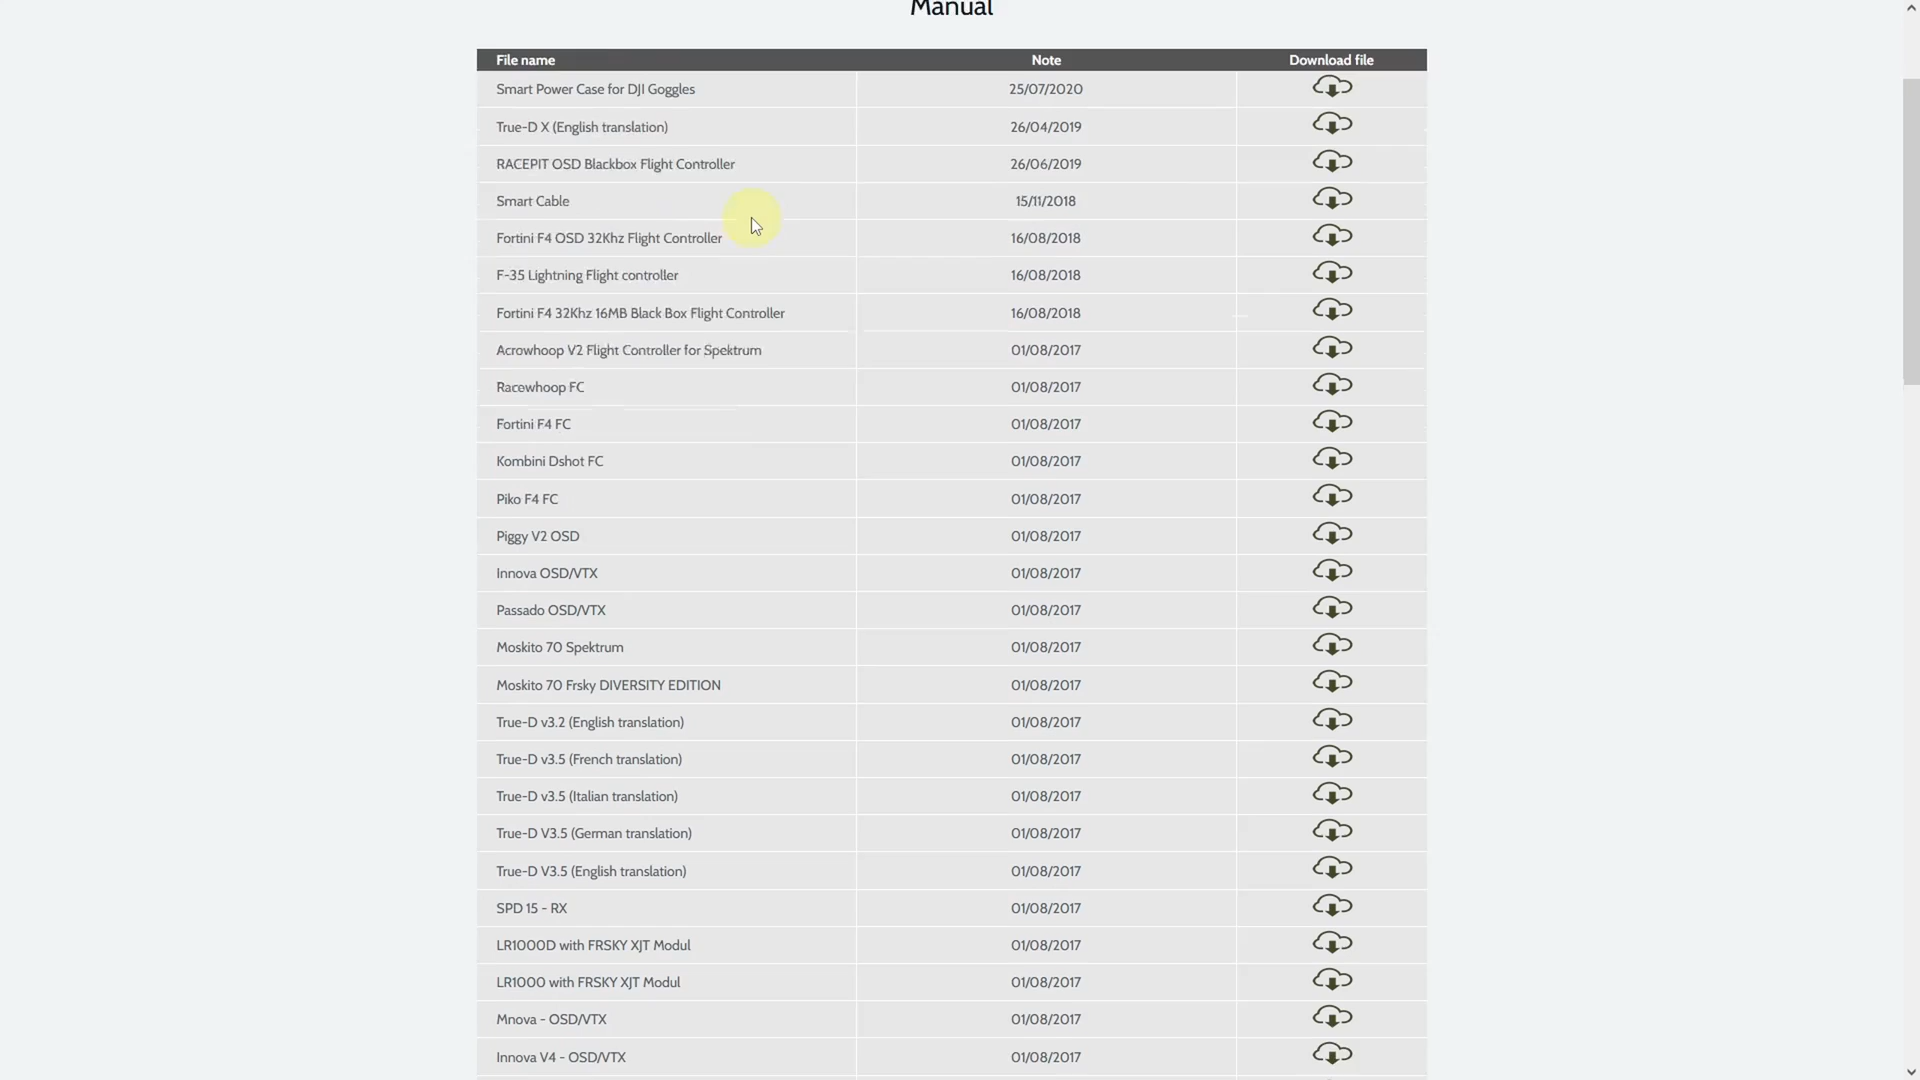 Manual
File name Note Download file
Smart Power Case for DJI Goggles 25/07/2020
True-D X (English translation) 26/04/2019
RACEPIT OSD Blackbox Flight Controller 26/06/2019
Smart Cable 15/11/2018
Fortini F4 OSD 32Khz Flight Controller 16/08/2018
F-35 Lightning Flight controller 16/08/2018
Fortini F4 32Khz 16MB Black Box Flight Controller 16/08/2018
Acrowhoop V2 Flight Controller for Spektrum 01/08/2017
Racewhoop FC 01/08/2017
Fortini F4 FC 01/08/2017
Kombini Dshot FC 01/08/2017
Piko F4 FC 01/08/2017
Piggy V2 OSD 01/08/2017
Innova OSD/VTX 01/08/2017
Passado OSD/VTX 01/08/2017
Moskito 70 Spektrum 01/08/2017
Moskito 70 Frsky DIVERSITY EDITION 01/08/2017
True-D v3.2 (English translation) 01/08/2017
True-D v3.5 (French translation) 01/08/2017
True-D v3.5 (Italian translation) 01/08/2017
True-D V3.5 (German translation) 01/08/2017
True-D V3.5 (English translation) 01/08/2017
SPD 15 - RX 01/08/2017
LR1000D with FRSKY XJT Modul 01/08/2017
LR1000 with FRSKY XJT Modul 01/08/2017
Mnova - OSD/VTX 01/08/2017
Innova V4 - OSD/VTX 01/08/2017